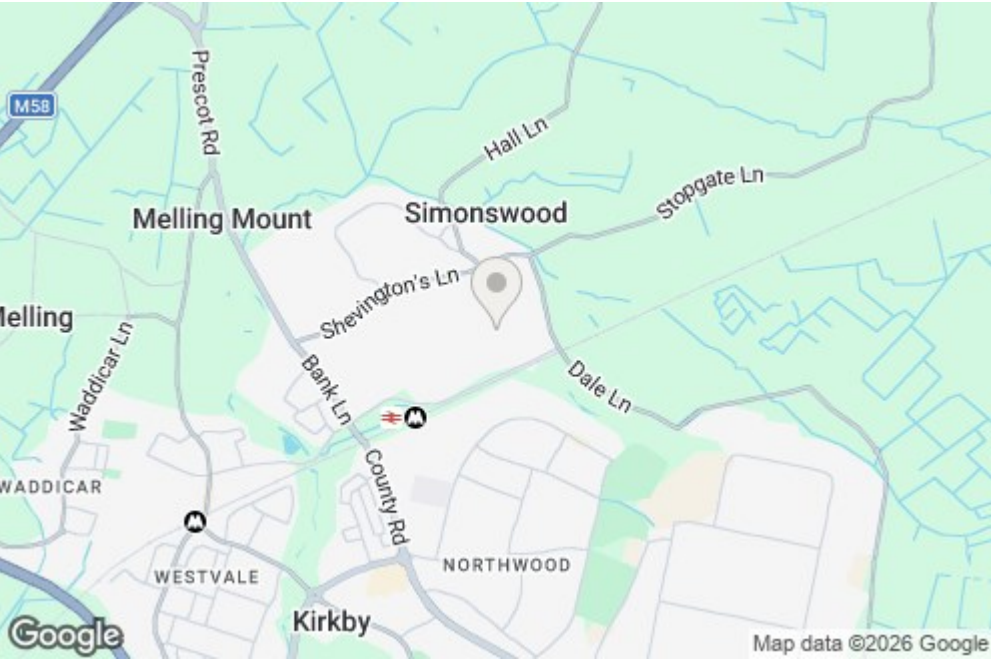 M58
Prescot Rd
Hall Ln
Stopgate Ln
Melling Mount
Simonswood
Shevington's Ln
Melling
Waddicar Ln
Bank Ln
Dale Ln
County Rd
WADDICAR
WESTVALE
NORTHWOOD
Kirkby
Google
Map data ©2026 Google